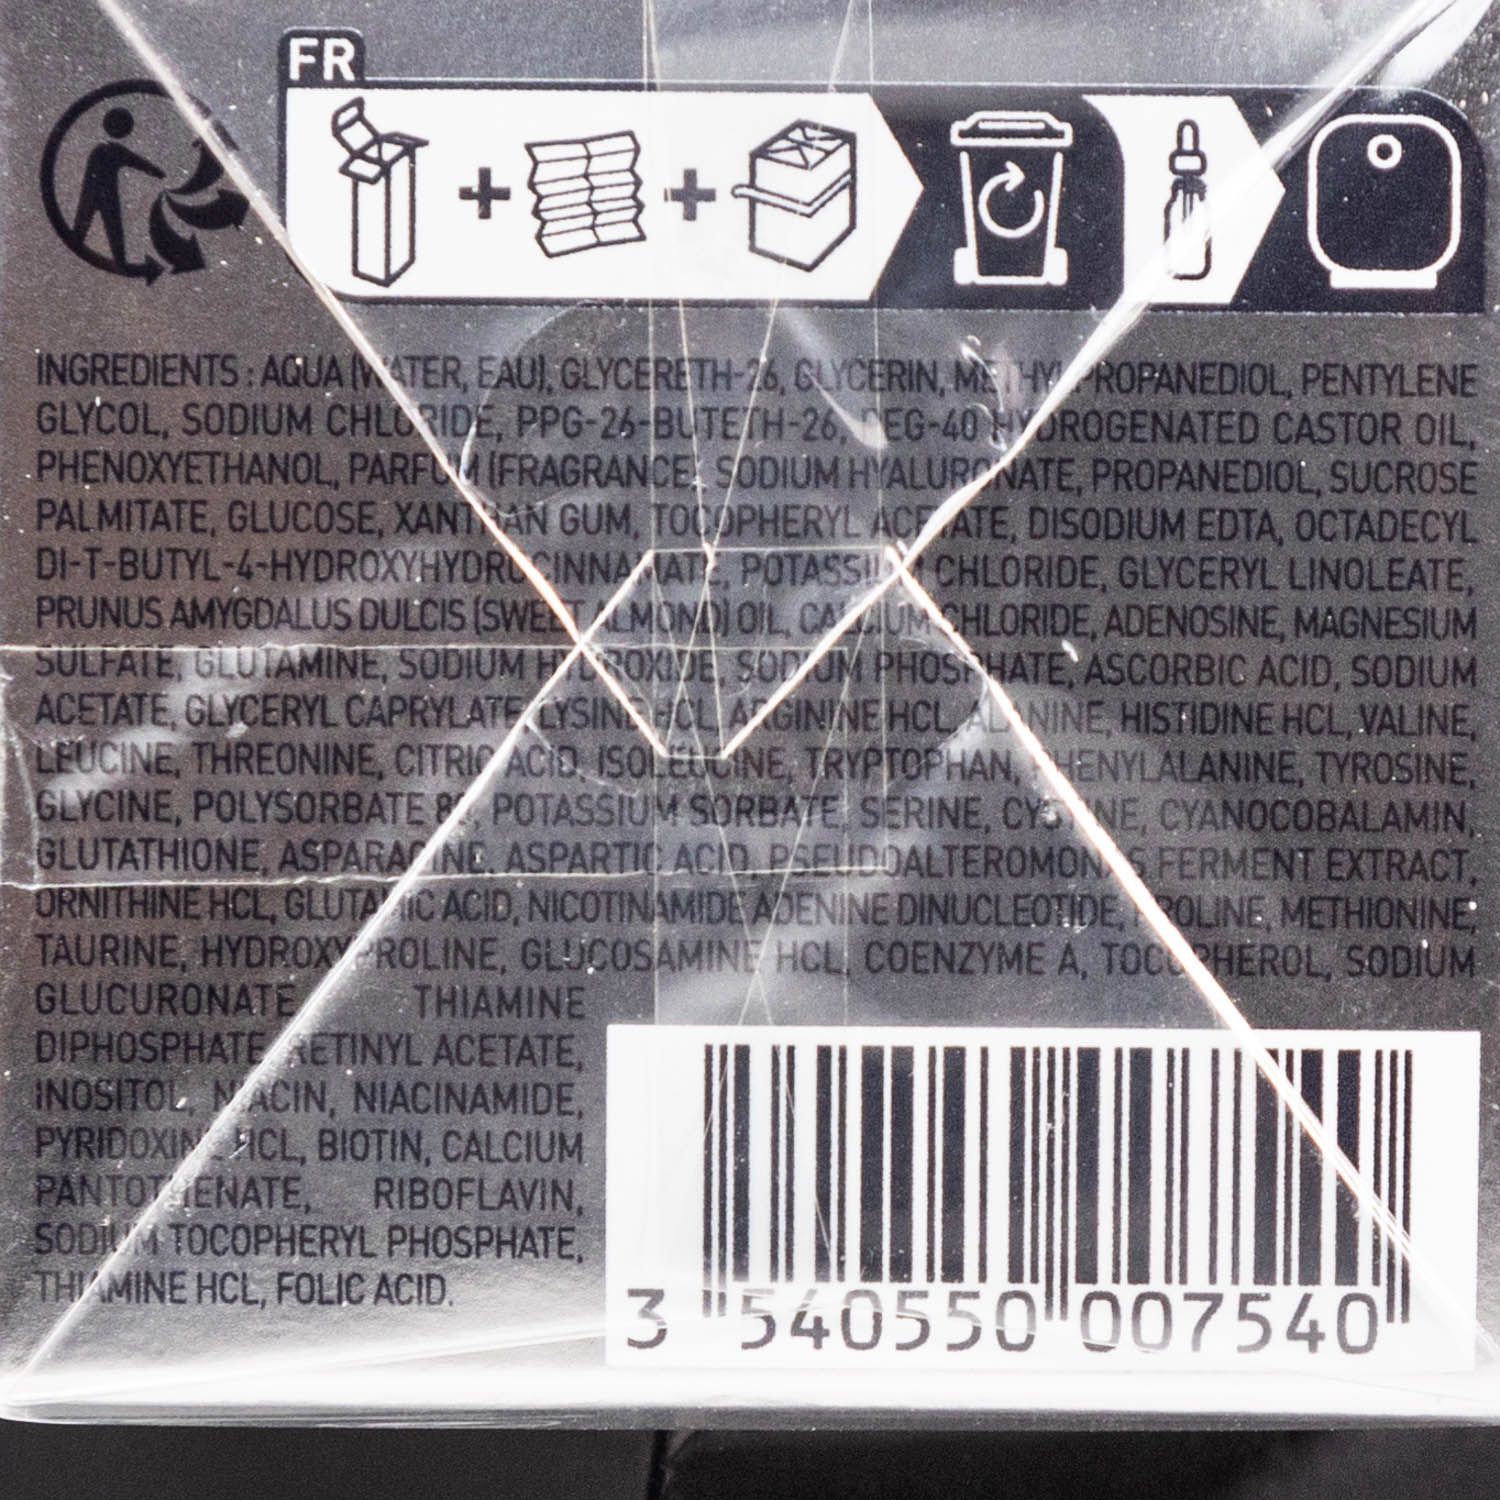 FR
INGREDIENTS : AQUA (WATER, EAU), GLYCERETH-26, GLYCERIN, METHYLPROPANEDIOL, PENTYLENE
GLYCOL, SODIUM CHLORIDE, PPG-26-BUTETH-26, PEG-40 HYDROGENATED CASTOR OIL,
PHENOXYETHANOL, PARFUM (FRAGRANCE), SODIUM HYALURONATE, PROPANEDIOL, SUCROSE
PALMITATE, GLUCOSE, XANTHAN GUM, TOCOPHERYL ACETATE, DISODIUM EDTA, OCTADECYL
DI-T-BUTYL-4-HYDROXYHYDROCINNAMATE, POTASSIUM CHLORIDE, GLYCERYL LINOLEATE,
PRUNUS AMYGDALUS DULCIS (SWEET ALMOND) OIL, CALCIUM CHLORIDE, ADENOSINE, MAGNESIUM
SULFATE, GLUTAMINE, SODIUM HYDROXIDE, SODIUM PHOSPHATE, ASCORBIC ACID, SODIUM
ACETATE, GLYCERYL CAPRYLATE, LYSINE HCL, ARGININE HCL, ALANINE, HISTIDINE HCL, VALINE,
LEUCINE, THREONINE, CITRIC ACID, ISOLEUCINE, TRYPTOPHAN, PHENYLALANINE, TYROSINE,
GLYCINE, POLYSORBATE 80, POTASSIUM SORBATE, SERINE, CYSTINE, CYANOCOBALAMIN,
GLUTATHIONE, ASPARAGINE, ASPARTIC ACID, PSEUDOALTEROMONAS FERMENT EXTRACT,
ORNITHINE HCL, GLUTAMIC ACID, NICOTINAMIDE ADENINE DINUCLEOTIDE, PROLINE, METHIONINE,
TAURINE, HYDROXYPROLINE, GLUCOSAMINE HCL, COENZYME A, TOCOPHEROL, SODIUM
GLUCURONATE, THIAMINE
DIPHOSPHATE, RETINYL ACETATE,
INOSITOL, NIACIN, NIACINAMIDE,
PYRIDOXINE HCL, BIOTIN, CALCIUM
PANTOTHENATE, RIBOFLAVIN,
SODIUM TOCOPHERYL PHOSPHATE,
THIAMINE HCL, FOLIC ACID.
3 540550 007540